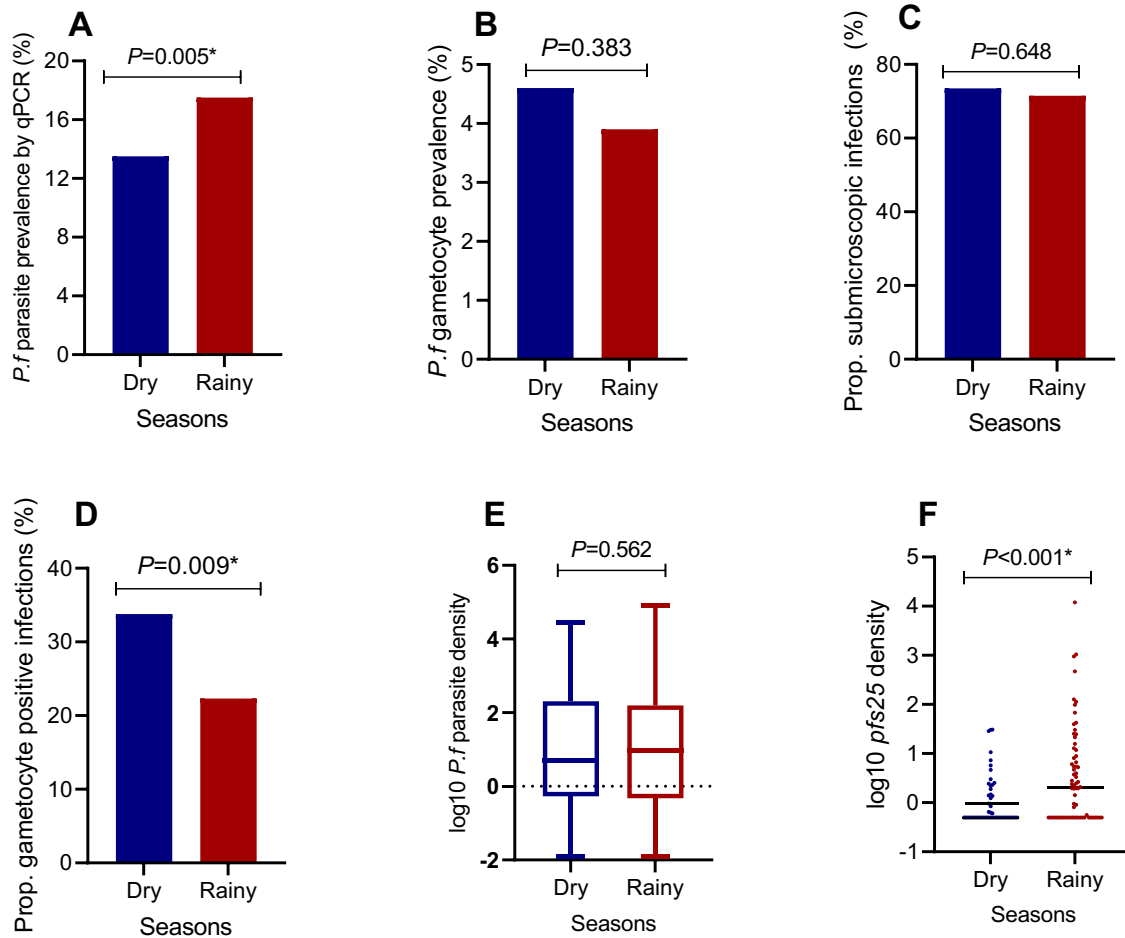 A
P.f parasite prevalence by qPCR (%)
P=0.005*
20
16
12
8
4
0
Dry
Rainy
Seasons
B
P.f gametocyte prevalence (%)
P=0.383
5
4
3
2
1
0
Dry
Rainy
Seasons
C
Prop. submicroscopic infections (%)
P=0.648
80
60
40
20
0
Dry
Rainy
Seasons
D
Prop. gametocyte positive infections (%)
P=0.009*
40
30
20
10
0
Dry
Rainy
Seasons
E
log10 P.f parasite density
P=0.562
6
4
2
0
-2
Dry
Rainy
Seasons
F
log10 pfs25 density
P<0.001*
5
4
3
2
1
0
-1
Dry
Rainy
Seasons